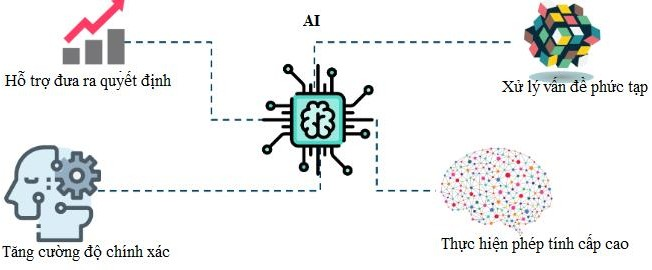 AI
Hỗ trợ đưa ra quyết định
Xử lý vấn đề phức tạp
Tăng cường độ chính xác
Thực hiện phép tính cấp cao